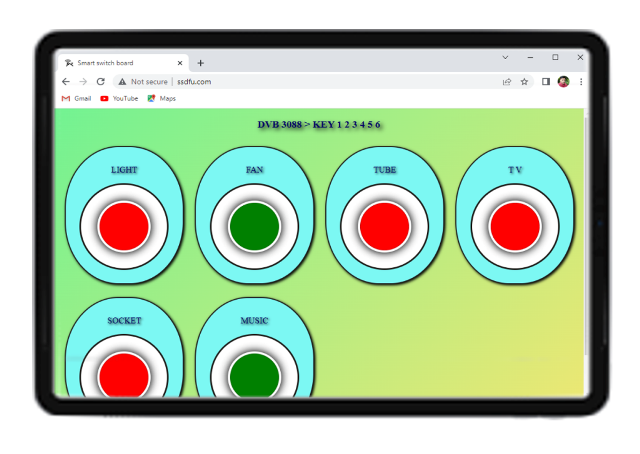 Smart switch board
Not secure | ssdfu.com
Gmail YouTube Maps
DVB 3088 > KEY 1 2 3 4 5 6
LIGHT FAN TUBE T V
SOCKET MUSIC